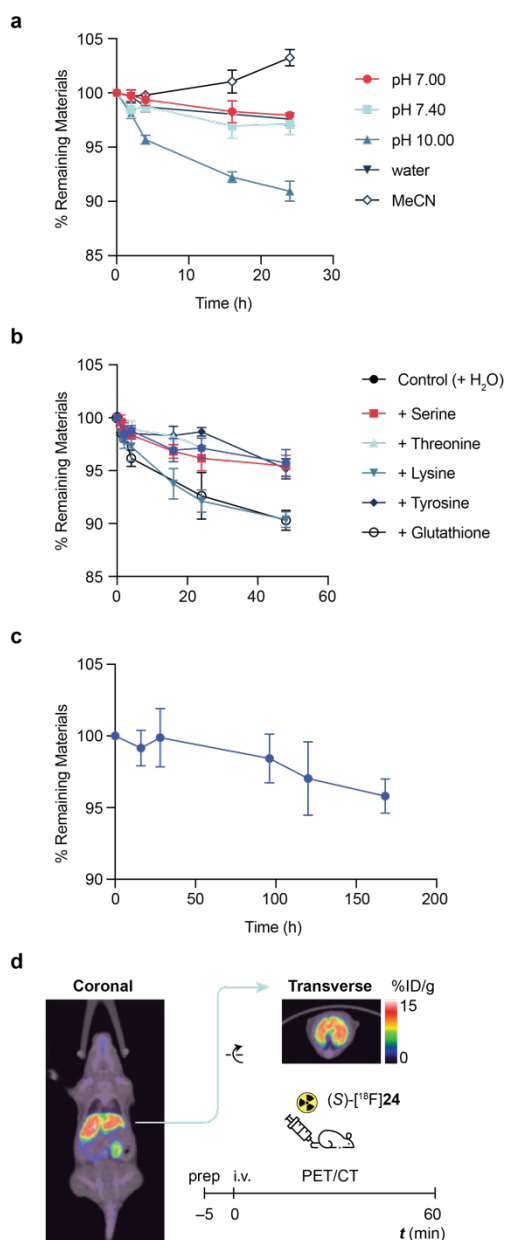 a
% Remaining Materials
105
100
95
90
85
0
10
20
30
Time (h)
pH 7.00
pH 7.40
pH 10.00
water
MeCN
b
% Remaining Materials
105
100
95
90
85
0
20
40
60
Control (+ H₂O)
+ Serine
+ Threonine
+ Lysine
+ Tyrosine
+ Glutathione
c
% Remaining Materials
105
100
95
90
0
50
100
150
200
Time (h)
d
Coronal
Transverse
%ID/g
15
0
(S)-[¹⁸F]24
prep i.v. PET/CT
–5 0 60
t (min)